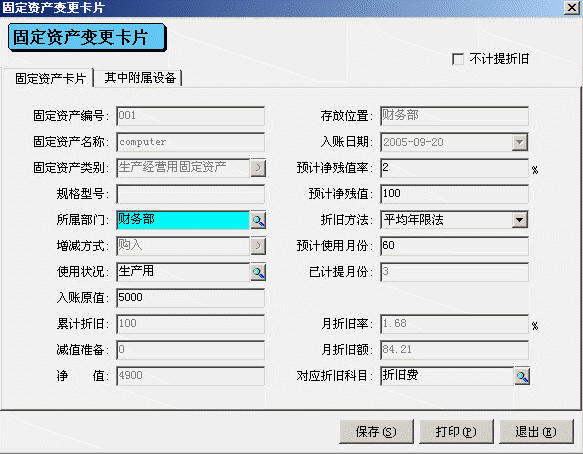 固定资产变更卡片
固定资产变更卡片
不计提折旧
固定资产卡片 其中附属设备
固定资产编号: 001 存放位置: 财务部
固定资产名称: computer 入账日期: 2005-09-20
固定资产类别: 生产经营用固定资产 预计净残值率: 2 %
规格型号: 预计净残值: 100
所属部门: 财务部 折旧方法: 平均年限法
增减方式: 购入 预计使用月份: 60
使用状况: 生产用 已计提月份: 3
入账原值: 5000
累计折旧: 100 月折旧率: 1.68 %
减值准备: 0 月折旧额: 84.21
净 值: 4900 对应折旧科目: 折旧费
保存(S) 打印(P) 退出(E)